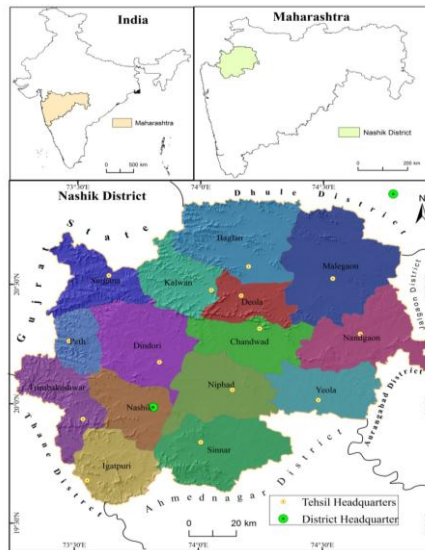 India
Maharashtra
0 500 km
Maharashtra
Nashik District
0 200 km
73°30'E 74°0'E 74°30'E
Nashik District
Dhule District
N
Gujrat State
Baglan
Malegaon
Surgana
Kalwan
Deola
20°30'N
20°30'N
Peth
Dindori
Chandwad
Nandgaon
Trimbakeshwar
Nashik
Niphad
Yeola
20°0'N
20°0'N
Aurangabad District
Thane District
Igatpuri
Sinnar
Ahmednagar District
Tehsil Headquarters
District Headquarter
0 20 km
19°30'N
73°30'E 74°0'E